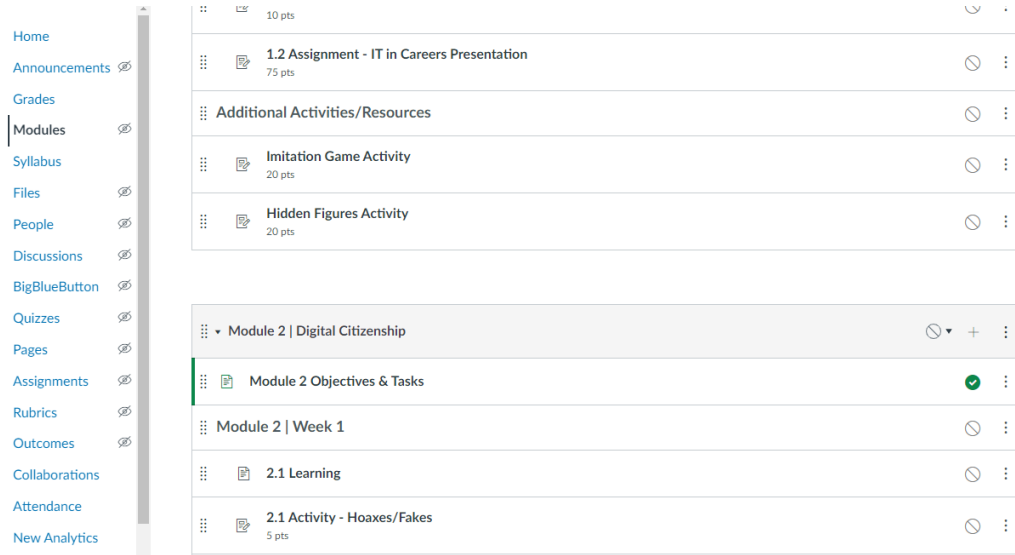 Home
Announcements
Grades
Modules
Syllabus
Files
People
Discussions
BigBlueButton
Quizzes
Pages
Assignments
Rubrics
Outcomes
Collaborations
Attendance
New Analytics
10 pts
1.2 Assignment - IT in Careers Presentation
75 pts
Additional Activities/Resources
Imitation Game Activity
20 pts
Hidden Figures Activity
20 pts
Module 2 | Digital Citizenship
Module 2 Objectives & Tasks
Module 2 | Week 1
2.1 Learning
2.1 Activity - Hoaxes/Fakes
5 pts